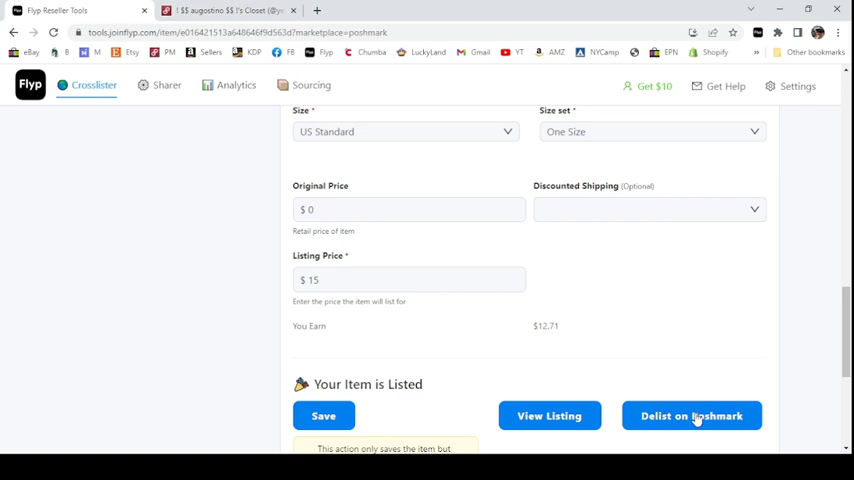 Flyp Reseller Tools
! $$ augostino $$ !'s Closet (@ye
tools.joinflyp.com/item/e016421513a648646f9d563d?marketplace=poshmark
eBay B M Etsy PM Sellers KDP FB Flyp Chumba LuckyLand Gmail YT AMZ NYCamp EPN Shopify » Other bookmarks
Flyp Crosslister Sharer Analytics Sourcing Get $10 Get Help Settings
Size * Size set *
US Standard One Size
Original Price Discounted Shipping (Optional)
$ 0
Retail price of item
Listing Price *
$ 15
Enter the price the item will list for
You Earn $12.71
Your Item is Listed
Save View Listing Delist on Poshmark
This action only saves the item but